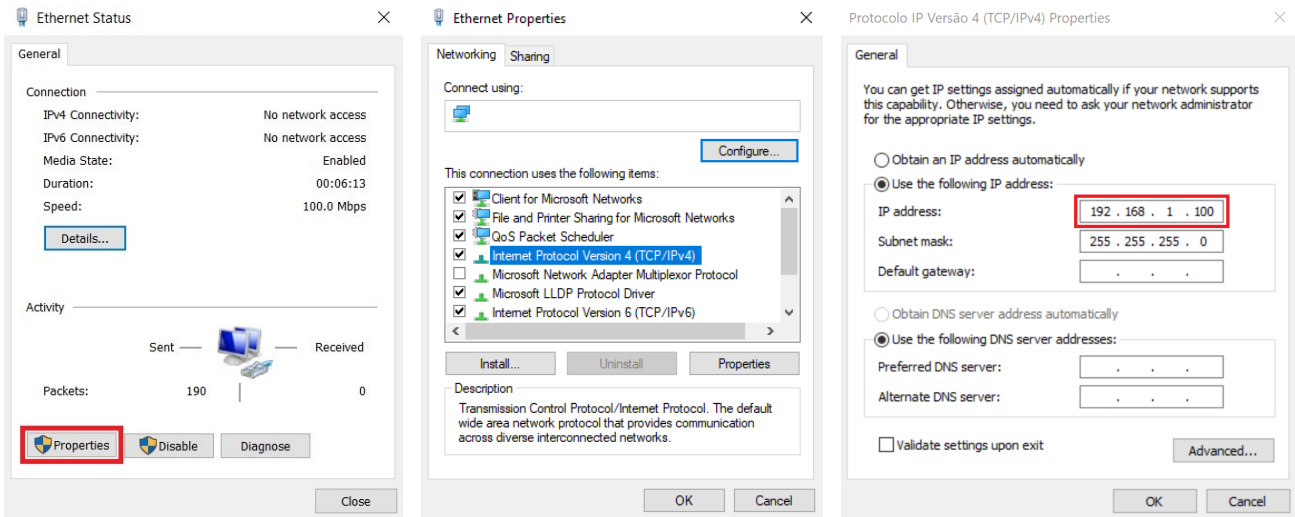 Ethernet Status
General
Connection
IPv4 Connectivity: No network access
IPv6 Connectivity: No network access
Media State: Enabled
Duration: 00:06:13
Speed: 100.0 Mbps
Details...
Activity
Sent Received
Packets: 190 0
Properties Disable Diagnose
Close
Ethernet Properties
Networking Sharing
Connect using:
Configure...
This connection uses the following items:
Client for Microsoft Networks
File and Printer Sharing for Microsoft Networks
QoS Packet Scheduler
Internet Protocol Version 4 (TCP/IPv4)
Microsoft Network Adapter Multiplexor Protocol
Microsoft LLDP Protocol Driver
Internet Protocol Version 6 (TCP/IPv6)
Install... Uninstall Properties
Description
Transmission Control Protocol/Internet Protocol. The default
wide area network protocol that provides communication
across diverse interconnected networks.
OK Cancel
Protocolo IP Versão 4 (TCP/IPv4) Properties
General
You can get IP settings assigned automatically if your network supports
this capability. Otherwise, you need to ask your network administrator
for the appropriate IP settings.
Obtain an IP address automatically
Use the following IP address:
IP address: 192 . 168 . 1 . 100
Subnet mask: 255 . 255 . 255 . 0
Default gateway: . . .
Obtain DNS server address automatically
Use the following DNS server addresses:
Preferred DNS server: . . .
Alternate DNS server: . . .
Validate settings upon exit
Advanced...
OK Cancel